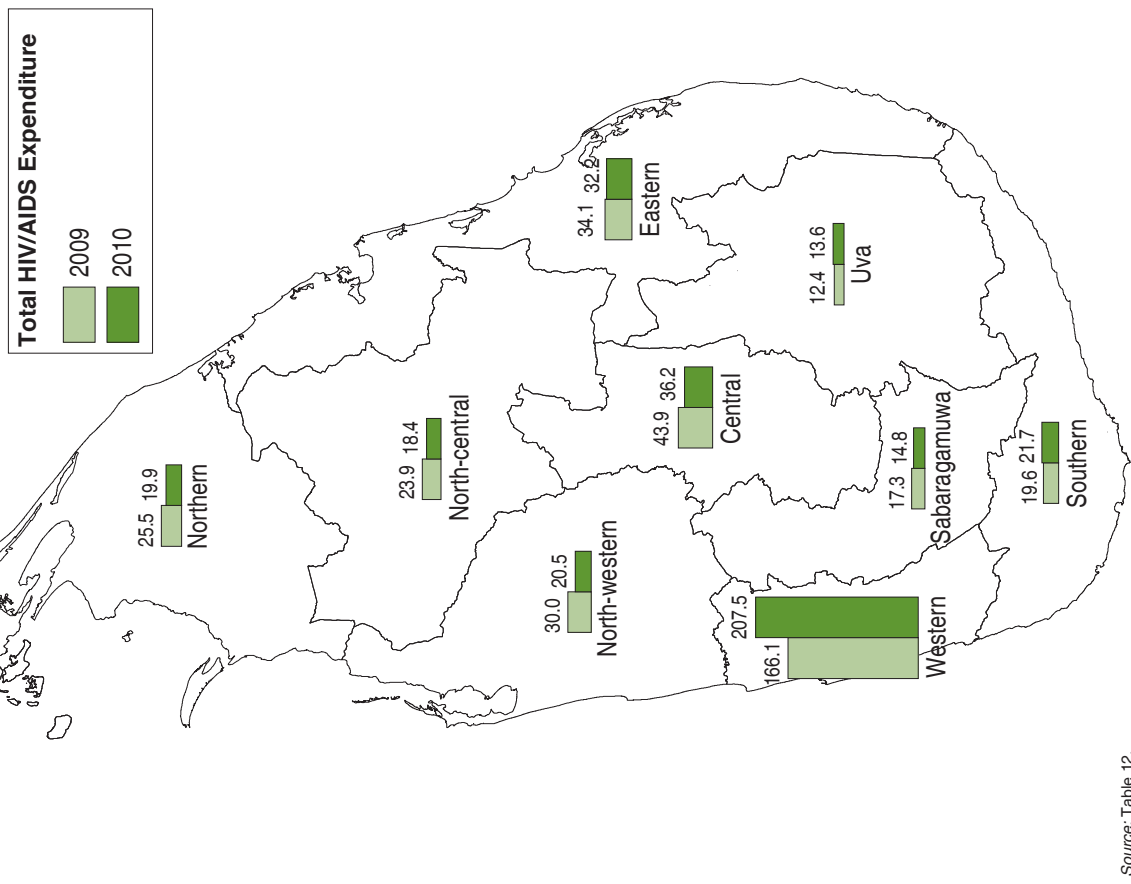 Total HIV/AIDS Expenditure
2009
2010
25.5 19.9
Northern
23.9 18.4
North-central
30.0 20.5
North-western
34.1 32.2
Eastern
43.9 36.2
Central
12.4 13.6
Uva
166.1 207.5
Western
17.3 14.8
Sabaragamuwa
19.6 21.7
Southern
Source: Table 12.